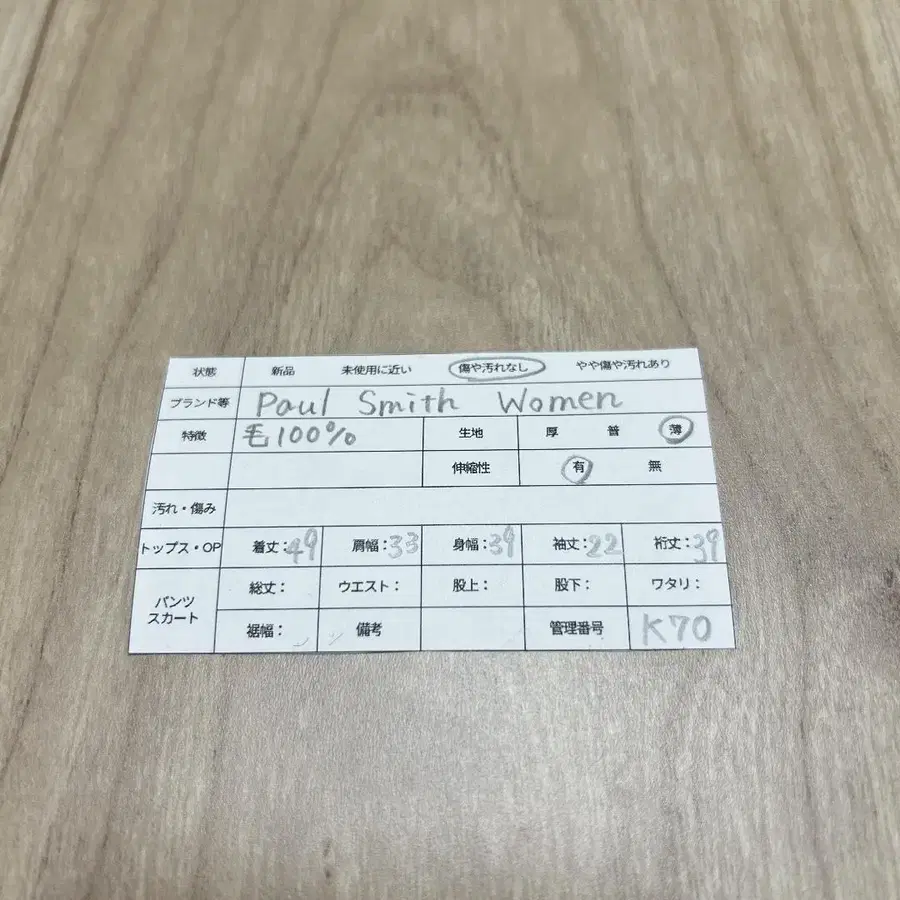 状態 新品 未使用に近い 傷や汚れなし やや傷や汚れあり
ブランド等 Paul Smith Women
特徴 毛100% 生地 厚 普 薄
伸縮性 有 無
汚れ・傷み
トップス・OP 着丈:49 肩幅:33 身幅:39 袖丈:22 裄丈:39
パンツ スカート 総丈: ウエスト: 股上: 股下: ワタリ:
裾幅: 備考 管理番号 K70